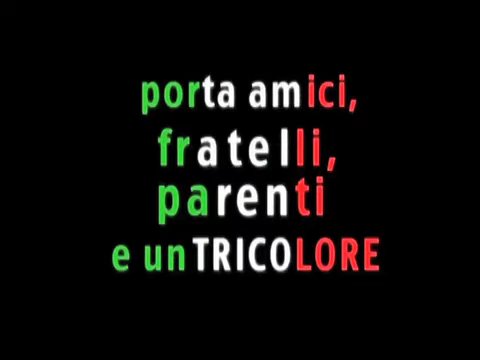 porta amici,
fratelli,
parenti
e un TRICOLORE